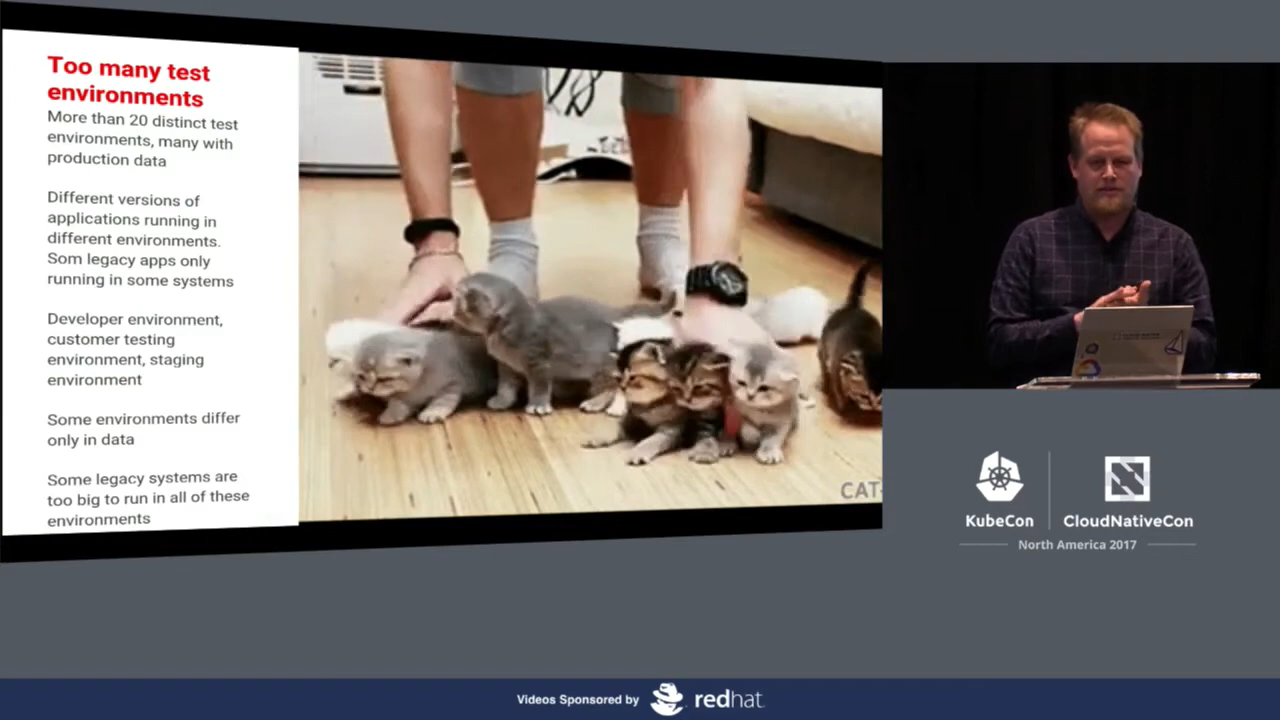 Too many test
environments
More than 20 distinct test
environments, many with
production data
Different versions of
applications running in
different environments.
Som legacy apps only
running in some systems
Developer environment,
customer testing
environment, staging
environment
Some environments differ
only in data
Some legacy systems are
too big to run in all of these
environments
CAT-
KubeCon
CloudNativeCon
North America 2017
Videos Sponsored by
redhat